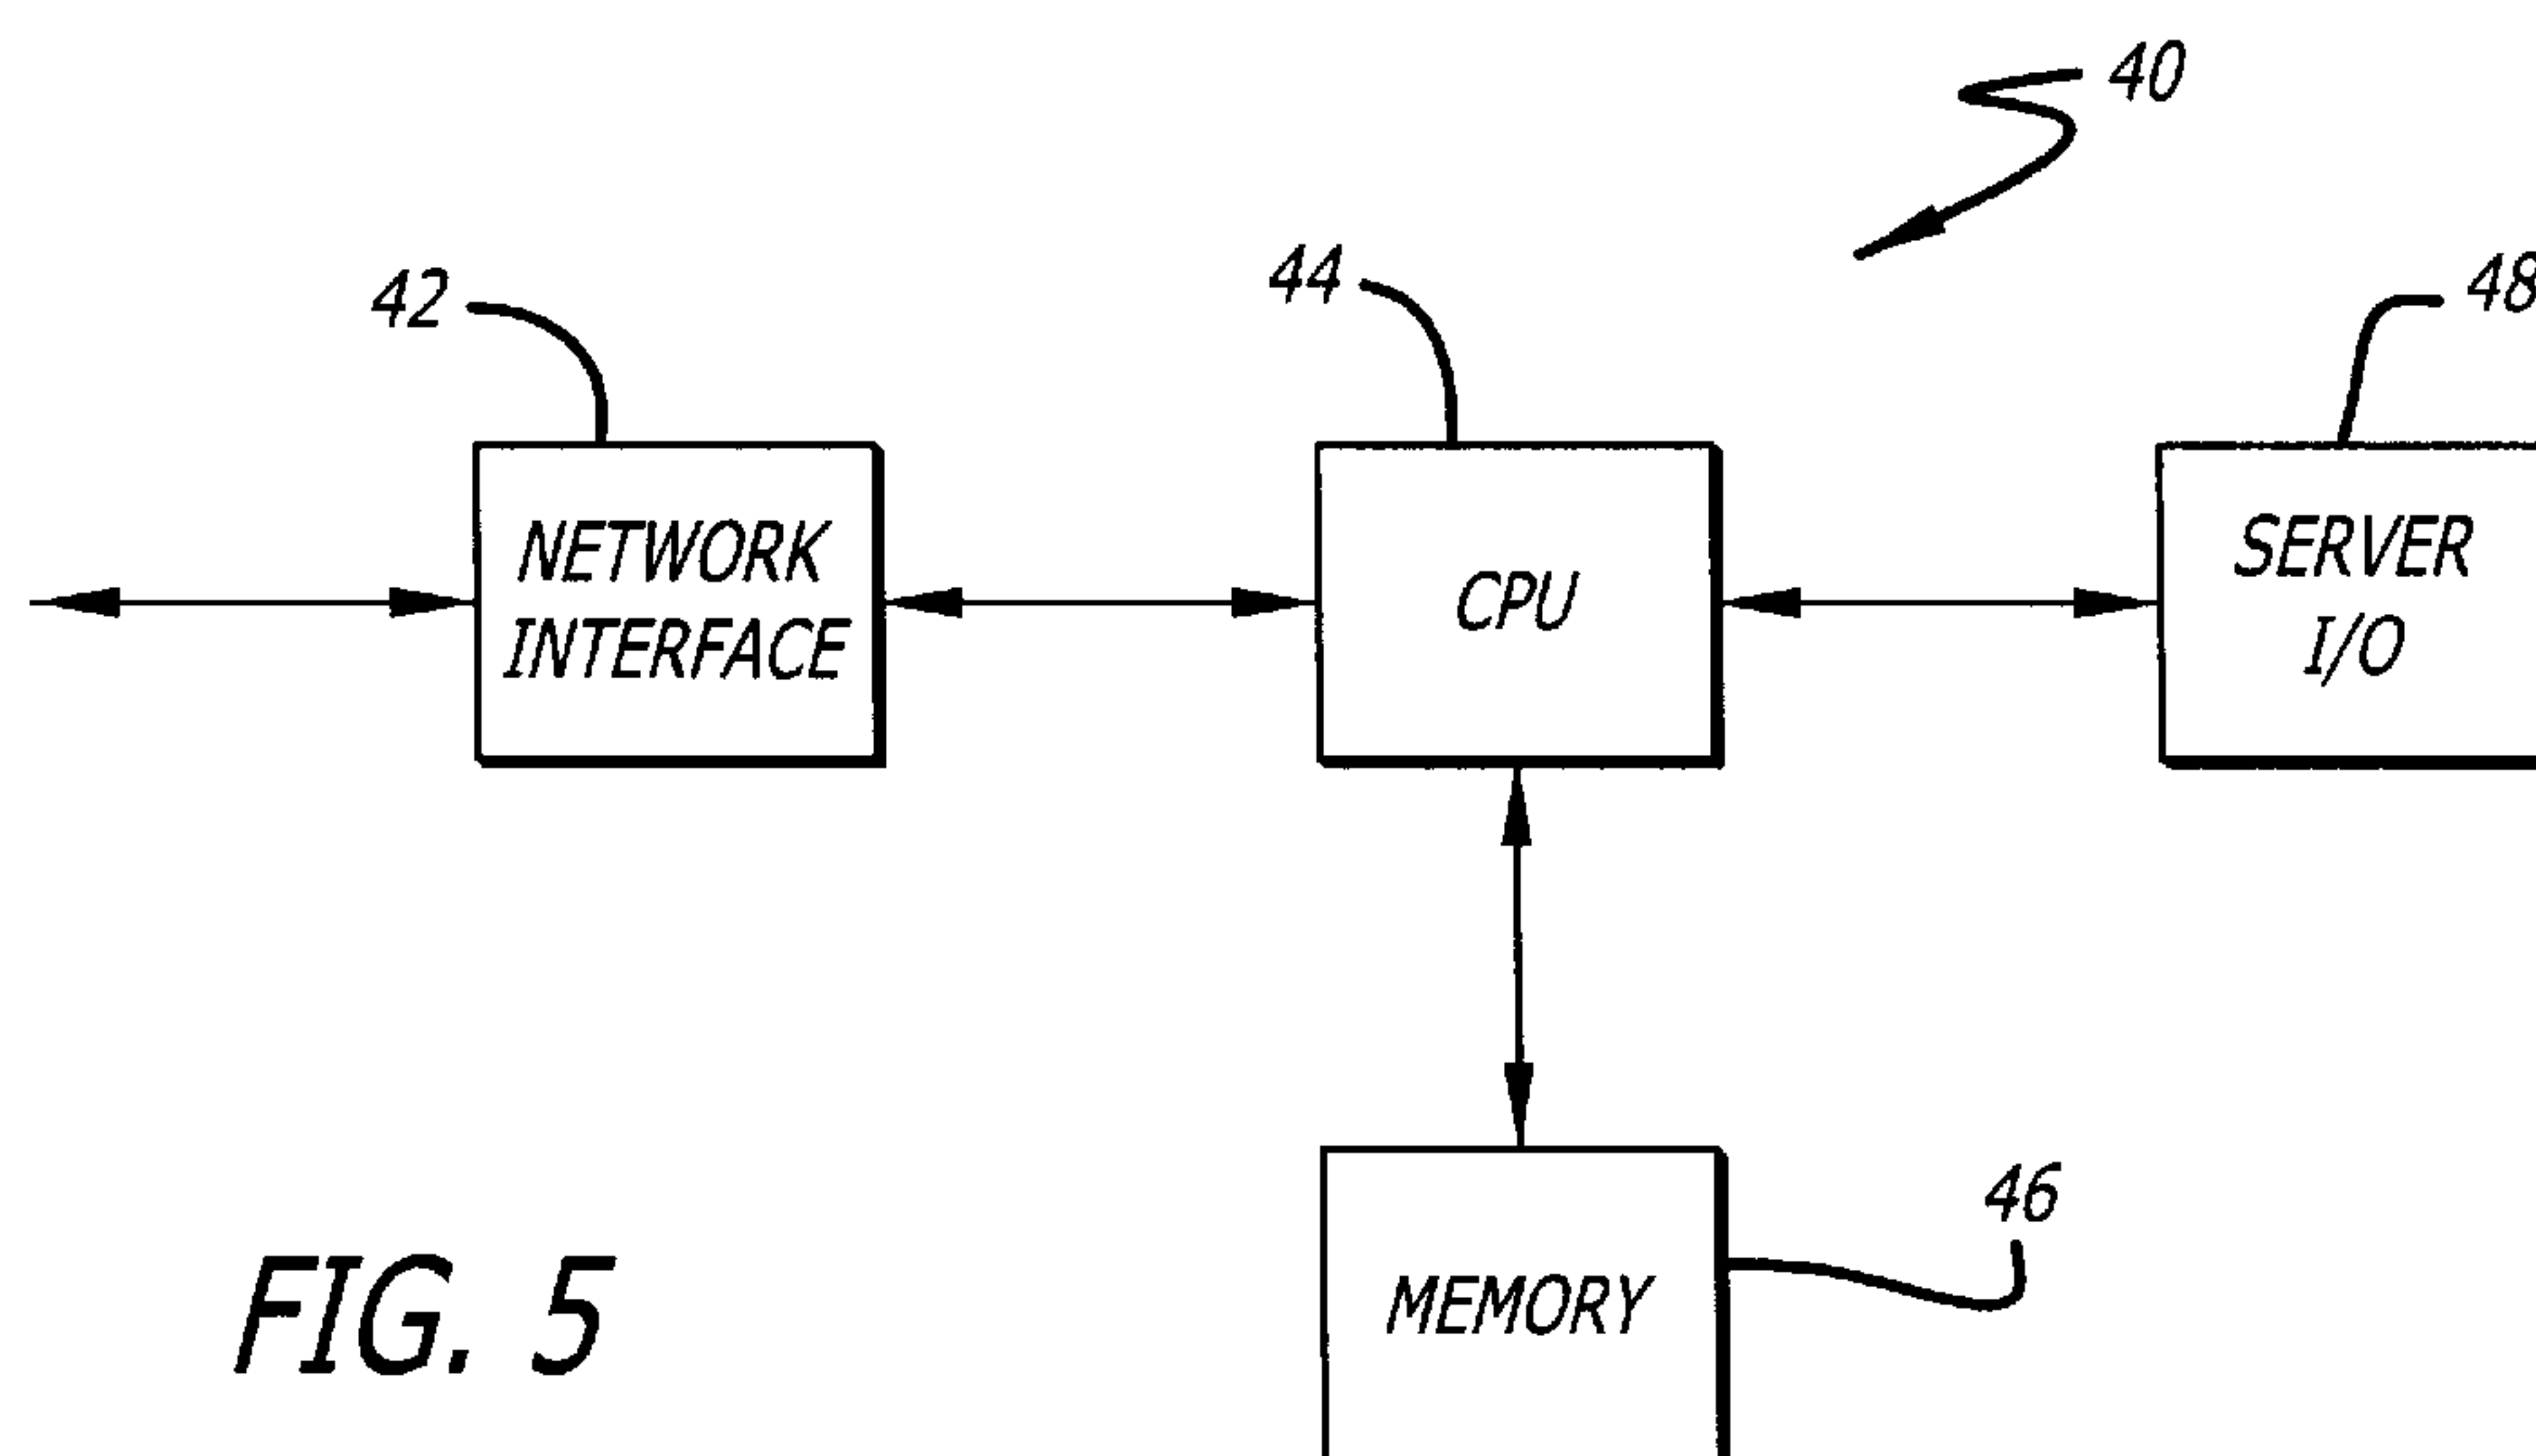 40
42
44
48
NETWORK
INTERFACE
CPU
SERVER
I/O
46
MEMORY
FIG. 5